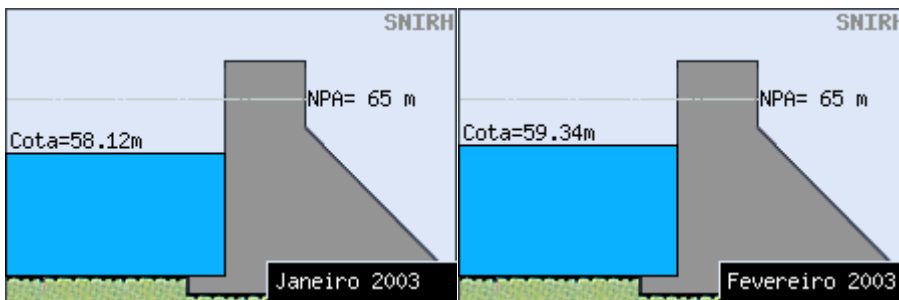 SNIRH
NPA= 65 m
Cota=58.12m
Janeiro 2003
SNIRH
NPA= 65 m
Cota=59.34m
Fevereiro 2003